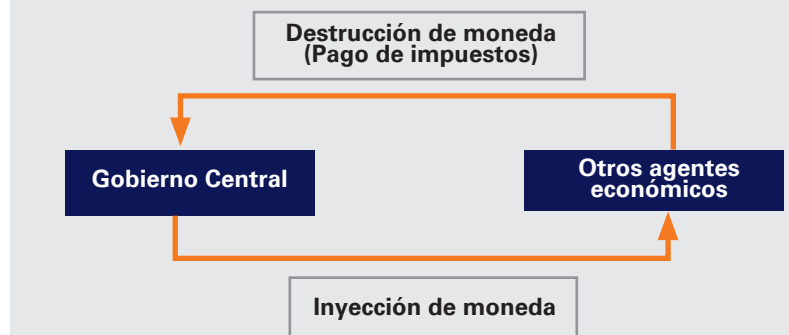 Destrucción de moneda
(Pago de impuestos)
Gobierno Central
Otros agentes
económicos
Inyección de moneda